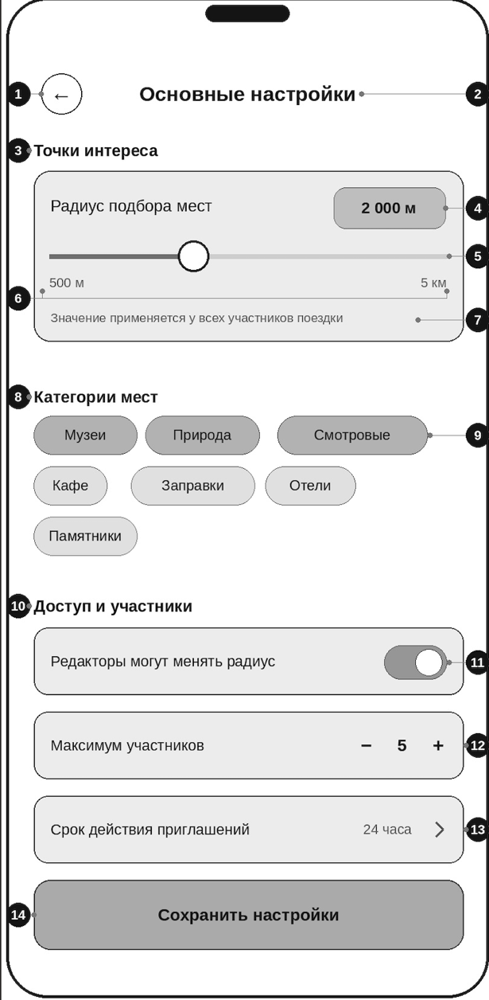 1 ← Основные настройки 2
3 Точки интереса
Радиус подбора мест 2 000 м 4
5
500 м 5 км
6
Значение применяется у всех участников поездки 7
8 Категории мест
Музеи Природа Смотровые 9
Кафе Заправки Отели
Памятники
10 Доступ и участники
Редакторы могут менять радиус 11
Максимум участников − 5 + 12
Срок действия приглашений 24 часа 13
14 Сохранить настройки